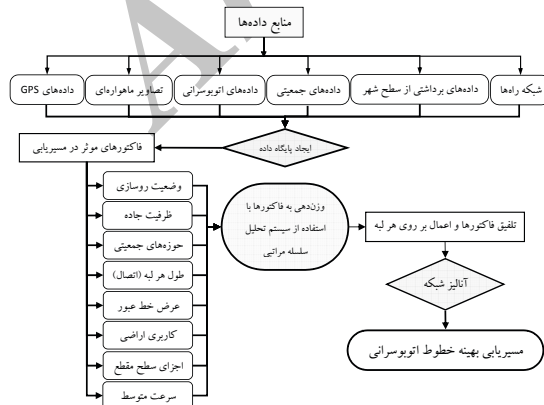 منابع داده‌ها
شبکه راه‌ها
داده‌های برداشتی از سطح شهر
داده‌های جمعیتی
داده‌های اتوبوسرانی
تصاویر ماهواره‌ای
داده‌های GPS
ایجاد پایگاه داده
فاکتورهای موثر در مسیریابی
وضعیت روسازی
ظرفیت جاده
حوزه‌های جمعیتی
طول هر لبه (اتصال)
عرض خط عبور
کاربری اراضی
اجزای سطح مقطع
سرعت متوسط
وزن‌دهی به فاکتورها با
استفاده از سیستم تحلیل
سلسله مراتبی
تلفیق فاکتورها و اعمال بر روی هر لبه
آنالیز شبکه
مسیریابی بهینه خطوط اتوبوسرانی